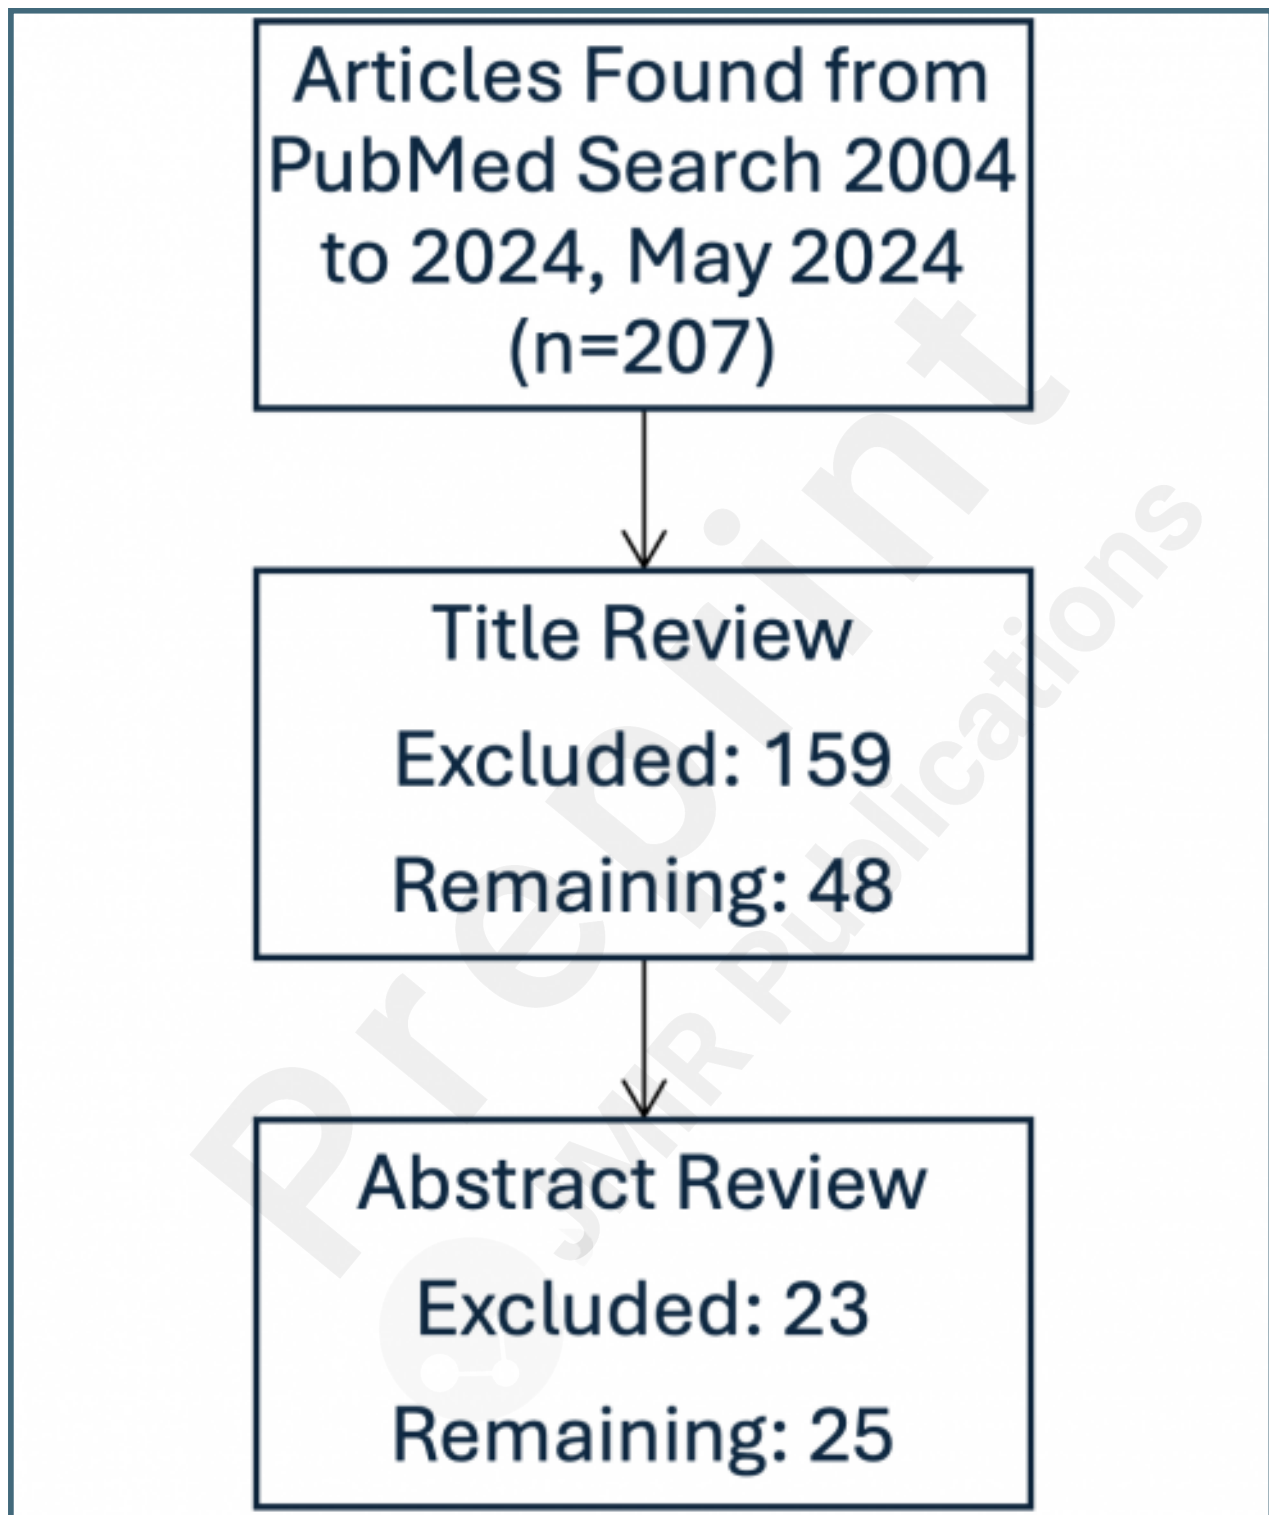 Articles Found from
PubMed Search 2004
to 2024, May 2024
(n=207)
Title Review
Excluded: 159
Remaining: 48
Abstract Review
Excluded: 23
Remaining: 25
Preprint
JMIR Publications